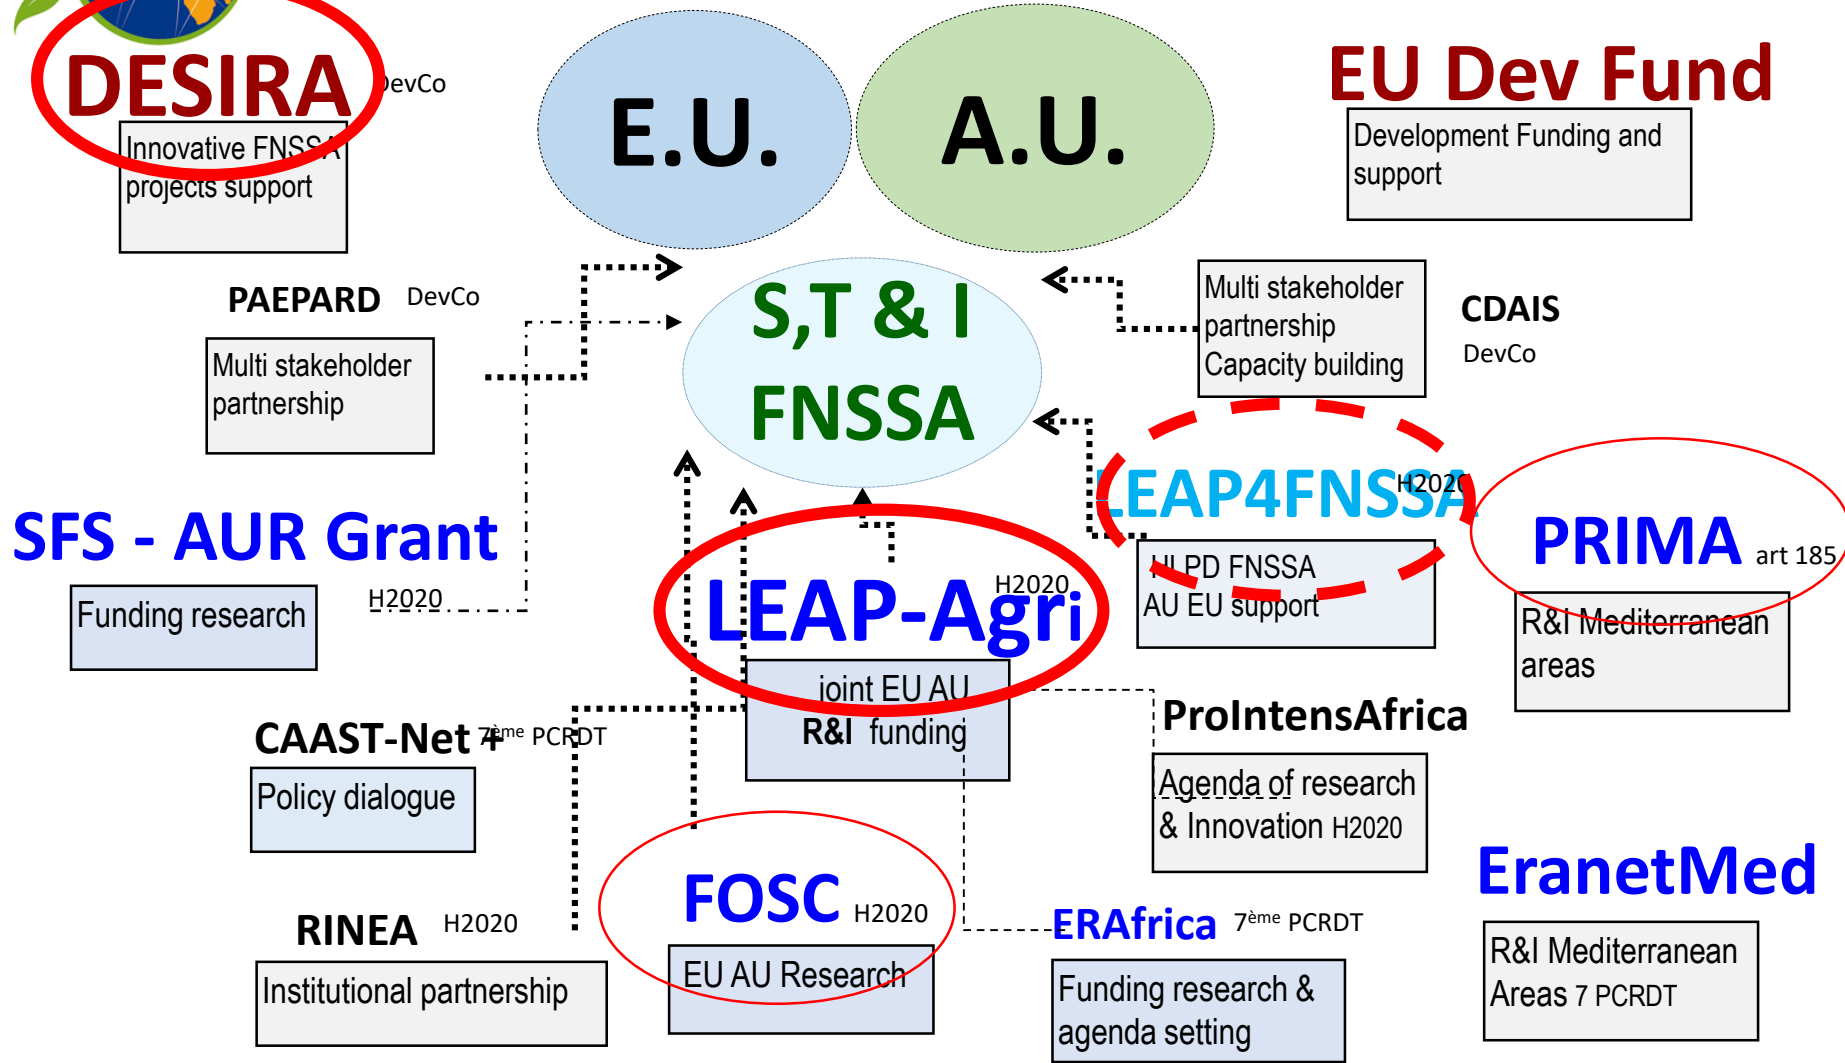 DESIRA
DevCo
Innovative FNSSA
projects support
E.U.
A.U.
EU Dev Fund
Development Funding and
support
PAEPARD DevCo
Multi stakeholder
partnership
S,T & I
FNSSA
Multi stakeholder
partnership
Capacity building
CDAIS
DevCo
SFS - AUR Grant
H2020
Funding research
LEAP-Agri
H2020
joint EU AU
R&I funding
LEAP4FNSSA
H2020
HLPD FNSSA
AU EU support
PRIMA art 185
R&I Mediterranean
areas
CAAST-Net + 7ème PCRDT
Policy dialogue
ProIntensAfrica
Agenda of research
& Innovation H2020
RINEA H2020
Institutional partnership
FOSC H2020
EU AU Research
ERAfrica 7ème PCRDT
Funding research &
agenda setting
EranetMed
R&I Mediterranean
Areas 7 PCRDT